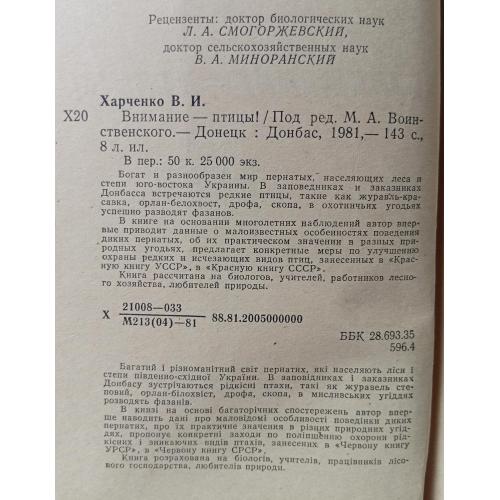 Рецензенты: доктор биологических наук
Л. А. СМОГОРЖЕВСКИЙ,
доктор сельскохозяйственных наук
В. А. МИНОРАНСКИЙ
Харченко В. И.
Х20 Внимание — птицы! / Под ред. М. А. Воин-
ственского.— Донецк : Донбас, 1981,— 143 с.,
8 л. ил.
В пер.: 50 к. 25 000 экз.
Богат и разнообразен мир пернатых, населяющих леса и
степи юго-востока Украины. В заповедниках и заказниках
Донбасса встречаются редкие птицы, такие как журавль-кра-
савка, орлан-белохвост, дрофа, скопа, в охотничьих угодьях
успешно разводят фазанов.
В книге на основании многолетних наблюдений автор впер-
вые приводит данные о малоизвестных особенностях поведения
диких пернатых, об их практическом значении в разных при-
родных угодьях, предлагает конкретные меры по улучшению
охраны редких и исчезающих видов птиц, занесенных в «Крас-
ную книгу УССР», в «Красную книгу СССР».
Книга рассчитана на биологов, учителей, работников лесно-
го хозяйства, любителей природы.
Х 21008—033
М213(04)—81 88.81.2005000000
ББК 28.693.35
596.4
Багатий і різноманітний світ пернатих, які населяють ліси і
степи південно-східної України. В заповідниках і заказниках
Донбасу зустрічаються рідкісні птахи, такі як журавель сте-
повий, орлан-білохвіст, дрофа, скопа, в мисливських угіддях
розводять фазанів.
В книзі на основі багаторічних спостережень автор впер-
ше наводить дані про маловідомі особливості поведінки диких
пернатих, про їх практичне значення в різних природних угід-
дях, пропонує конкретні заходи по поліпшенню охорони рід-
кісних і зникаючих видів птахів, занесених в «Червону книгу
УРСР», в «Червону книгу СРСР».
Книга розрахована на біологів, учителів, працівників лісо-
вого господарства, любителів природи.